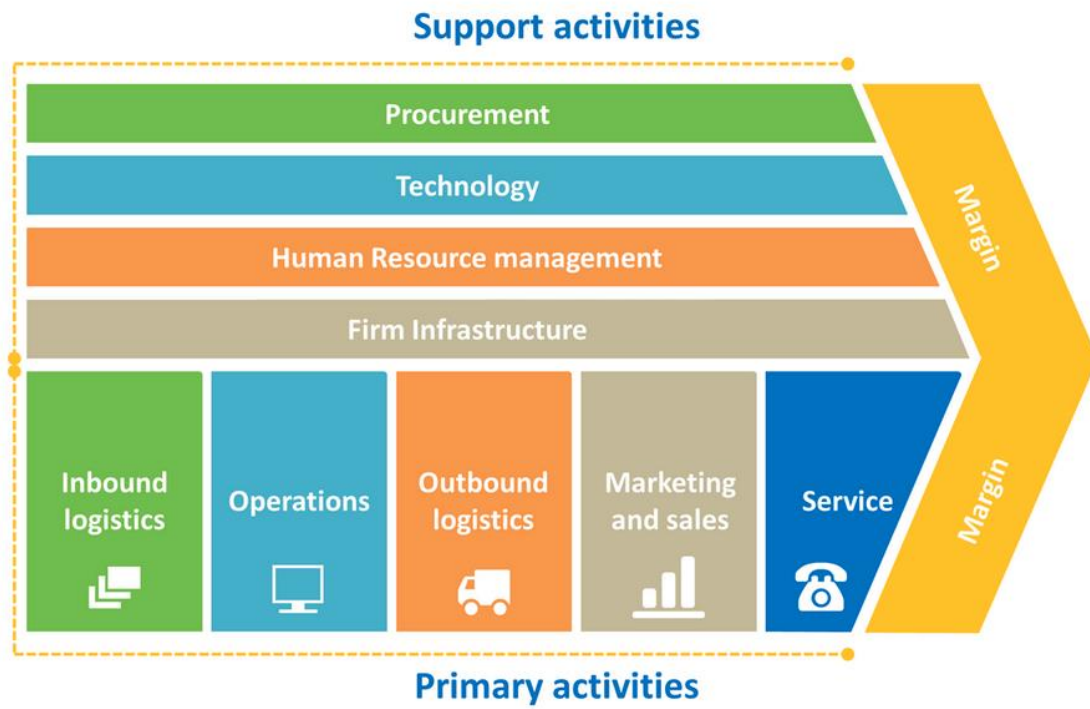 Support activities
Procurement
Technology
Human Resource management
Firm Infrastructure
Margin
Inbound
logistics
Operations
Outbound
logistics
Marketing
and sales
Service
Margin
Primary activities